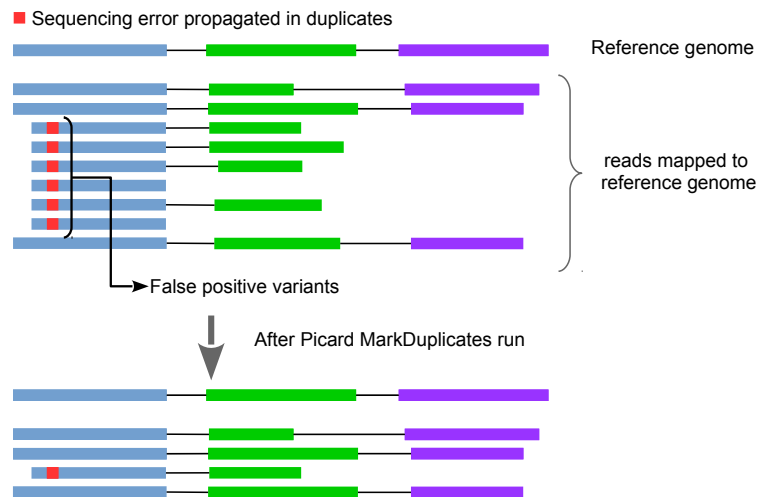 Sequencing error propagated in duplicates
Reference genome
reads mapped to
reference genome
False positive variants
After Picard MarkDuplicates run